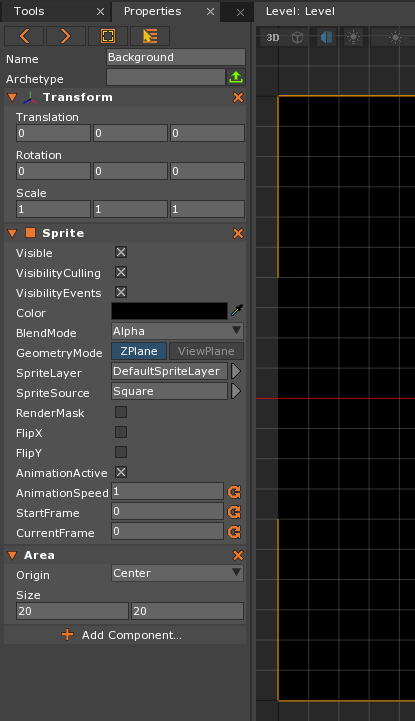 Tools Properties Level: Level
3D
Name Background
Archetype
Transform
Translation
0 0 0
Rotation
0 0 0
Scale
1 1 1
Sprite
Visible
VisibilityCulling
VisibilityEvents
Color
BlendMode Alpha
GeometryMode ZPlane ViewPlane
SpriteLayer DefaultSpriteLayer
SpriteSource Square
RenderMask
FlipX
FlipY
AnimationActive
AnimationSpeed 1
StartFrame 0
CurrentFrame 0
Area
Origin Center
Size
20 20
Add Component...